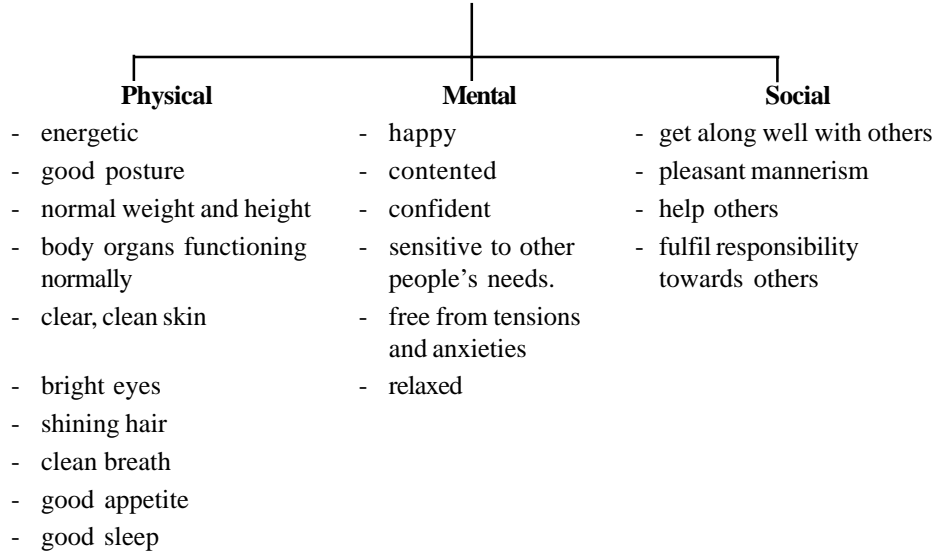 Physical
- energetic
- good posture
- normal weight and height
- body organs functioning
normally
- clear, clean skin
- bright eyes
- shining hair
- clean breath
- good appetite
- good sleep
Mental
- happy
- contented
- confident
- sensitive to other
people's needs.
- free from tensions
and anxieties
- relaxed
Social
- get along well with others
- pleasant mannerism
- help others
- fulfil responsibility
towards others